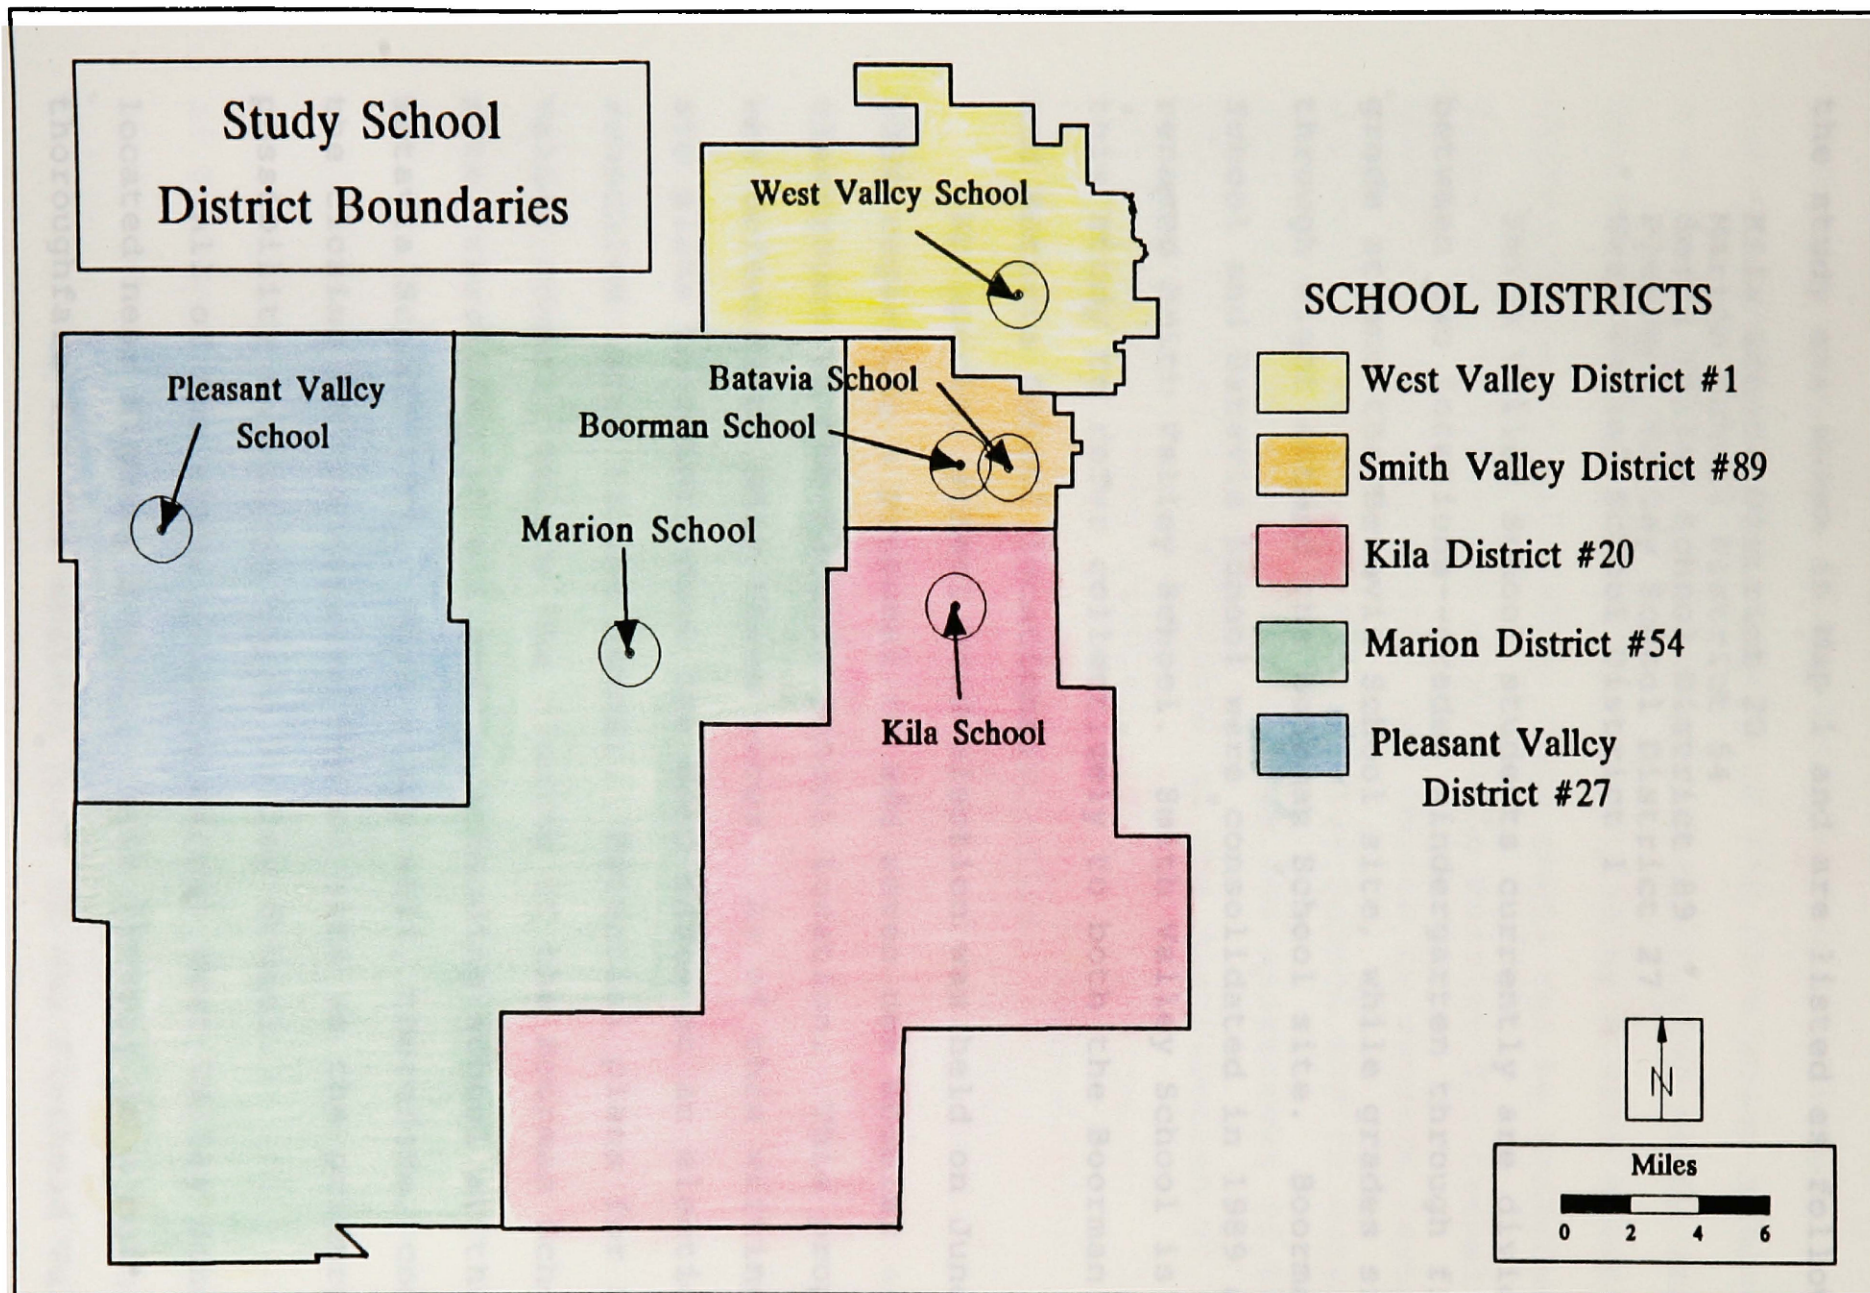 Study School
District Boundaries
West Valley School
Pleasant Valley
School
Batavia School
Boorman School
Marion School
Kila School
SCHOOL DISTRICTS
West Valley District #1
Smith Valley District #89
Kila District #20
Marion District #54
Pleasant Valley
District #27
N
Miles
0 2 4 6